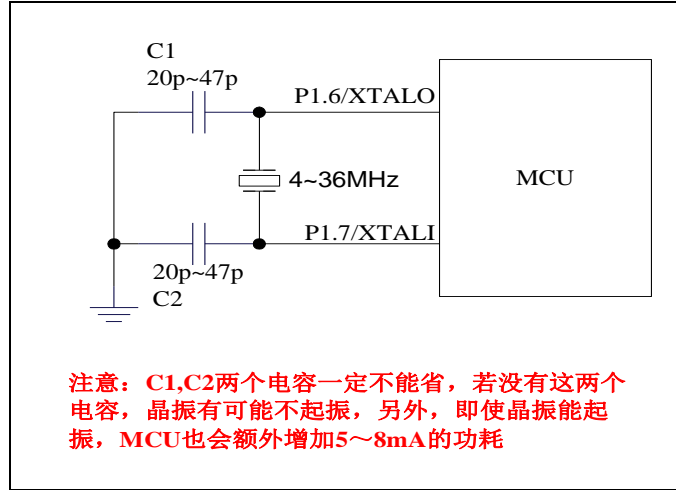 C1
20p~47p
P1.6/XTALO
4~36MHz
MCU
P1.7/XTALI
20p~47p
C2
注意：C1,C2两个电容一定不能省，若没有这两个
电容，晶振有可能不起振，另外，即使晶振能起
振，MCU也会额外增加5～8mA的功耗